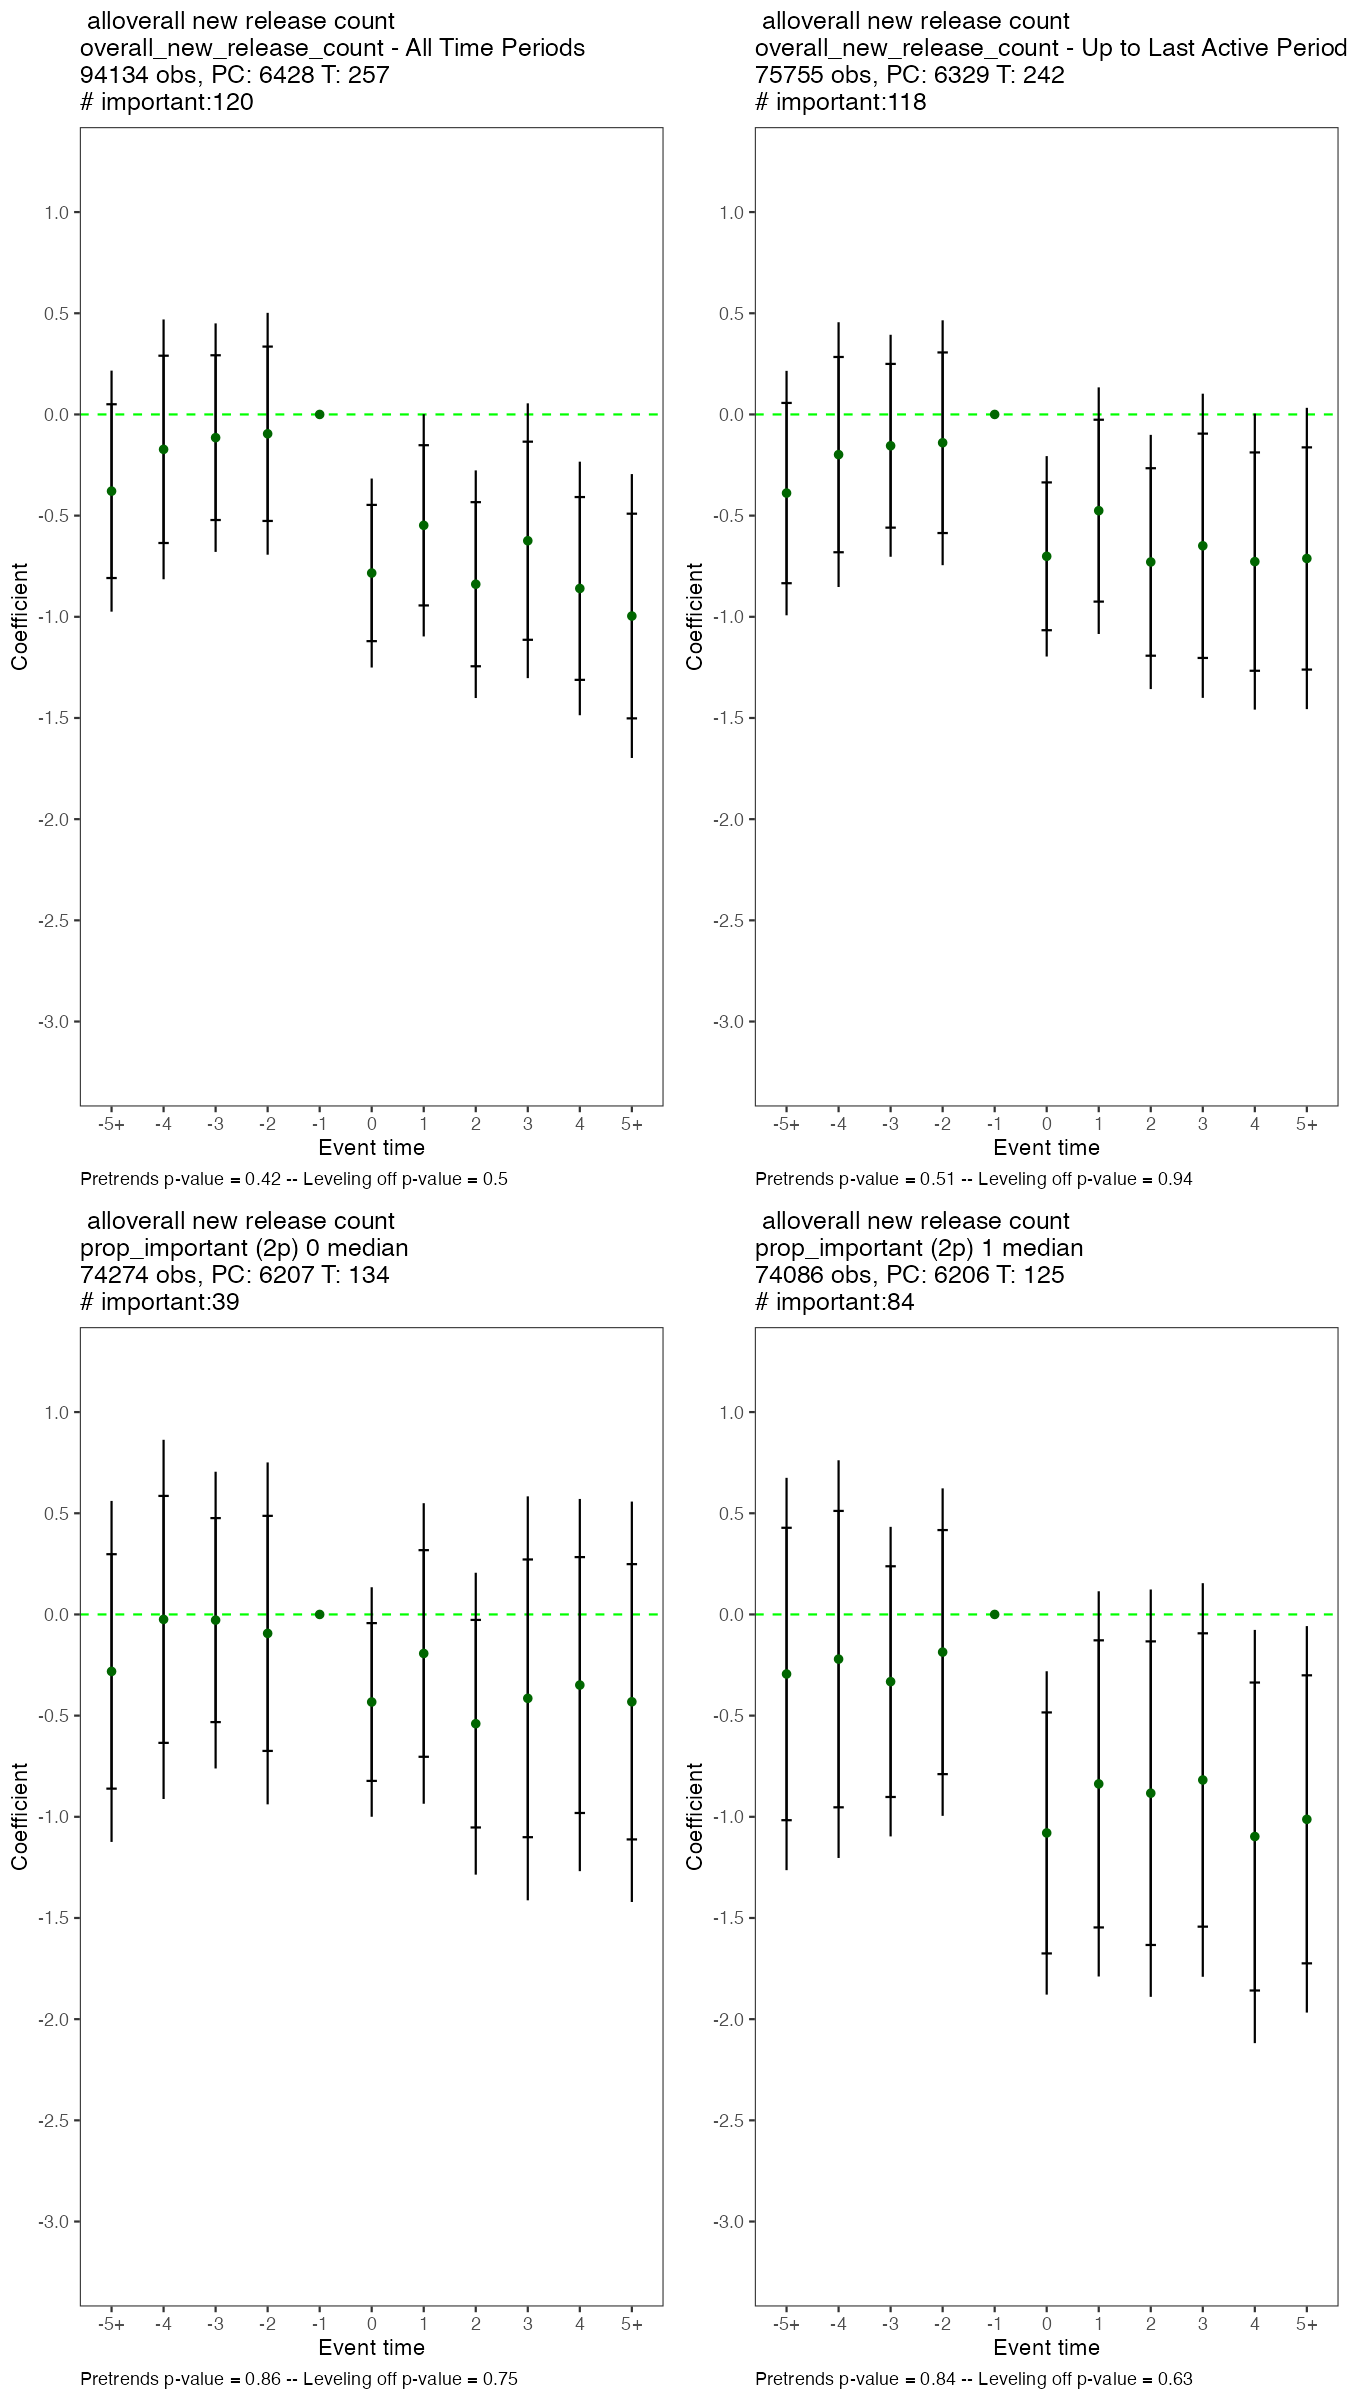 alloverall new release count
overall_new_release_count - All Time Periods
94134 obs, PC: 6428 T: 257
# important:120
1.0
0.5
0.0
-0.5
-1.0
-1.5
-2.0
-2.5
-3.0
Coefficient
-5+ -4 -3 -2 -1 0 1 2 3 4 5+
Event time
Pretrends p-value = 0.42 -- Leveling off p-value = 0.5
alloverall new release count
overall_new_release_count - Up to Last Active Period
75755 obs, PC: 6329 T: 242
# important:118
1.0
0.5
0.0
-0.5
-1.0
-1.5
-2.0
-2.5
-3.0
Coefficient
-5+ -4 -3 -2 -1 0 1 2 3 4 5+
Event time
Pretrends p-value = 0.51 -- Leveling off p-value = 0.94
alloverall new release count
prop_important (2p) 0 median
74274 obs, PC: 6207 T: 134
# important:39
1.0
0.5
0.0
-0.5
-1.0
-1.5
-2.0
-2.5
-3.0
Coefficient
-5+ -4 -3 -2 -1 0 1 2 3 4 5+
Event time
Pretrends p-value = 0.86 -- Leveling off p-value = 0.75
alloverall new release count
prop_important (2p) 1 median
74086 obs, PC: 6206 T: 125
# important:84
1.0
0.5
0.0
-0.5
-1.0
-1.5
-2.0
-2.5
-3.0
Coefficient
-5+ -4 -3 -2 -1 0 1 2 3 4 5+
Event time
Pretrends p-value = 0.84 -- Leveling off p-value = 0.63